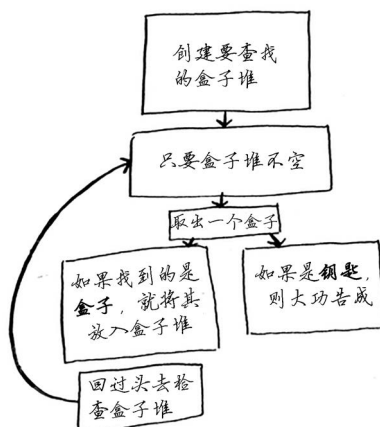 创建要查找
的盒子堆
只要盒子堆不空
取出一个盒子
如果找到的是
盒子，就将其
放入盒子堆
如果是钥匙，
则大功告成
回过头去检
查盒子堆